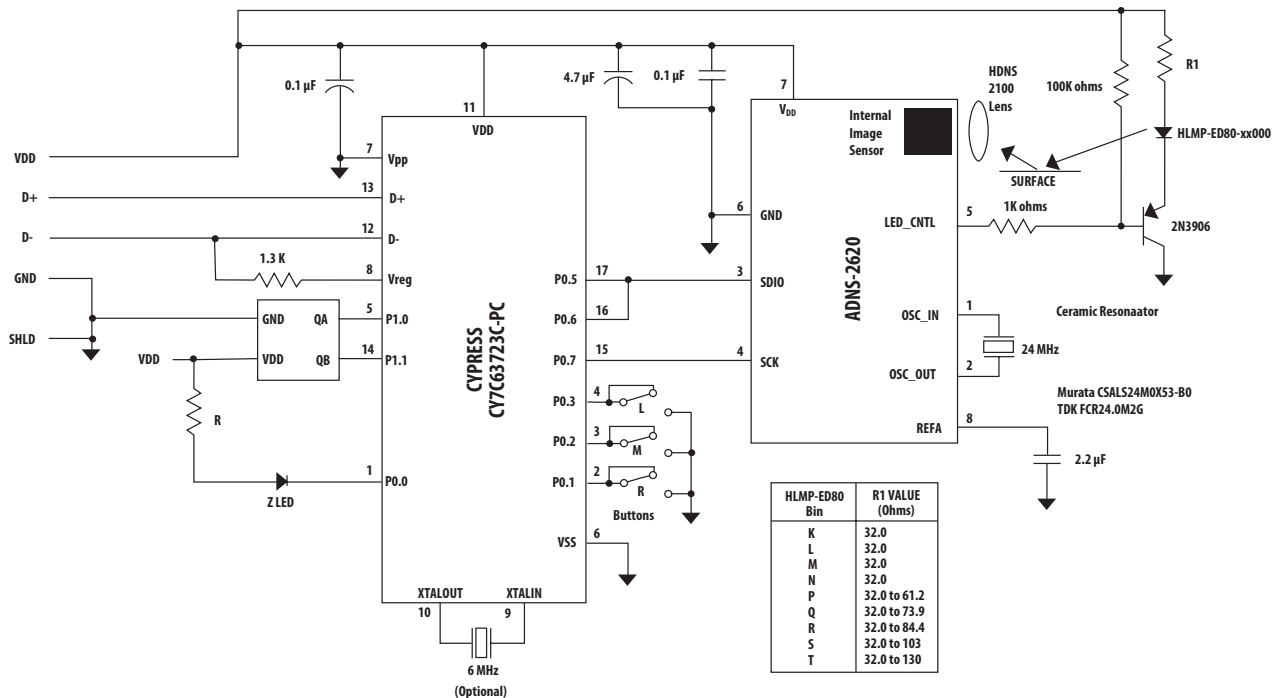 R1
100K ohms
HLMP-ED80-xx000
2N3906
HDNS
2100
Lens
SURFACE
1K ohms
0.1 µF
4.7 µF
0.1 µF
VDD
D+
D-
GND
SHLD
1.3 K
GND QA
VDD QB
VDD
R
Z LED
11
VDD
7 Vpp
13 D+
12 D-
8 Vreg
5 P1.0
14 P1.1
1 P0.0
CYPRESS
CY7C63723C-PC
P0.5 17
P0.6 16
P0.7 15
P0.3 4
P0.2 3
P0.1 2
VSS 6
L
M
R
Buttons
XTALOUT XTALIN
10 9
6 MHz
(Optional)
7
VDD
Internal
Image
Sensor
6 GND
3 SDIO
4 SCK
ADNS-2620
LED_CNTL 5
OSC_IN 1
OSC_OUT 2
REFA 8
24 MHz
Ceramic Resonaator
Murata CSALS24M0X53-B0
TDK FCR24.0M2G
2.2 µF
HLMP-ED80 R1 VALUE
Bin (Ohms)
K 32.0
L 32.0
M 32.0
N 32.0
P 32.0 to 61.2
Q 32.0 to 73.9
R 32.0 to 84.4
S 32.0 to 103
T 32.0 to 130